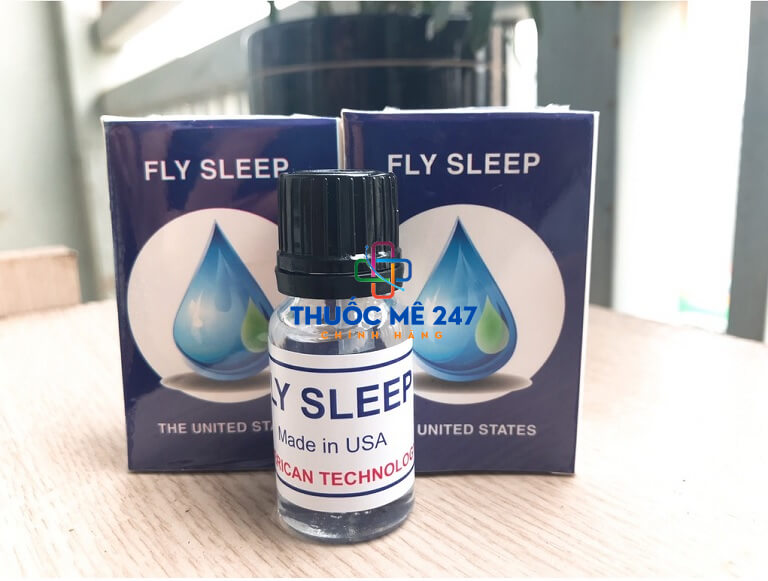 FLY SLEEP
THE UNITED STA
FLY SLEEP
UNITED STATES
THUỐC MÊ 247
CHÍNH HÃNG
LY SLEEP
Made in USA
RICAN TECHNOLOG